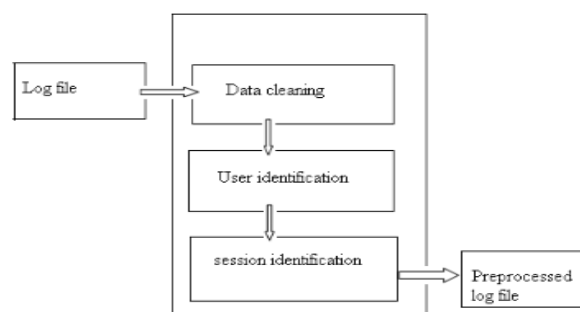 Log file
Data cleaning
User identification
session identification
Preprocessed
log file